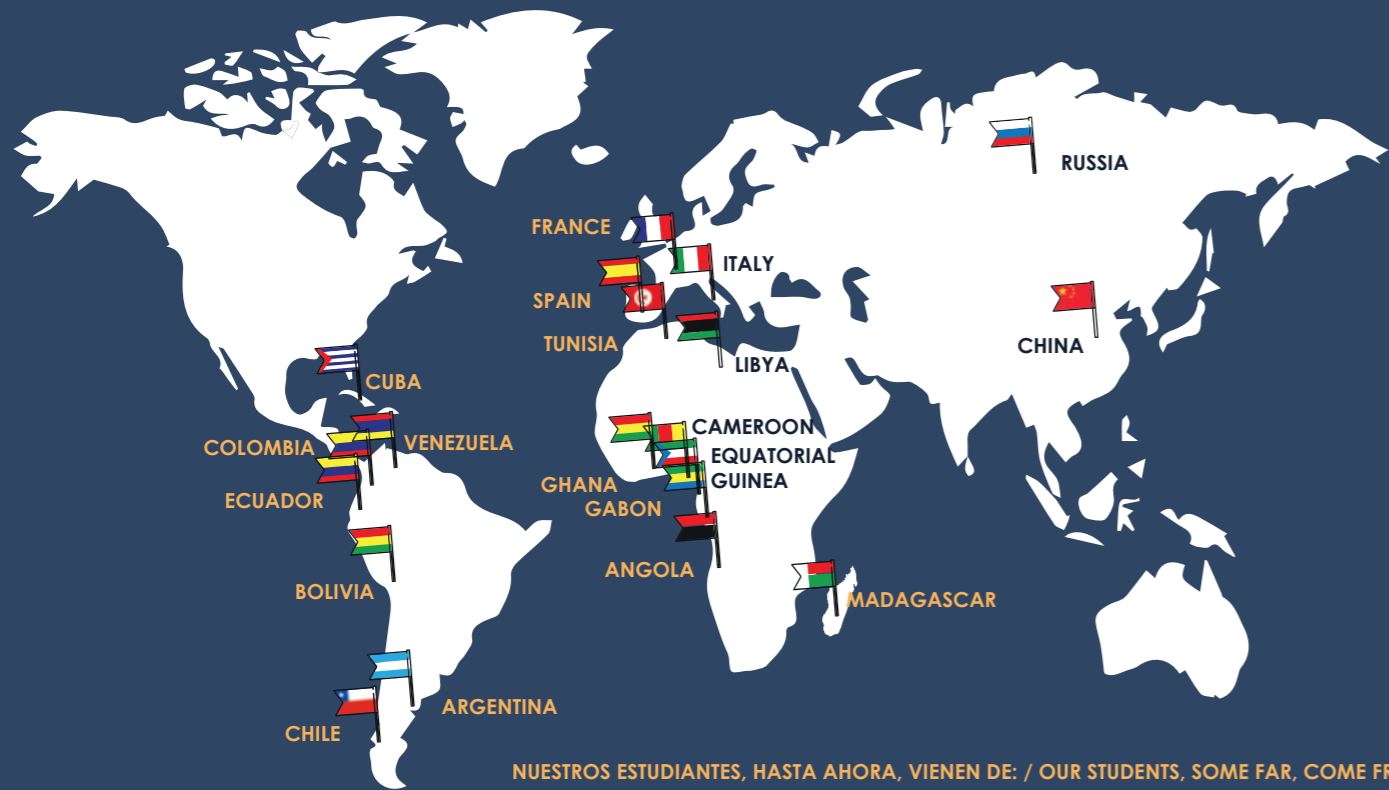 RUSSIA
FRANCE
ITALY
SPAIN
TUNISIA
LIBYA
CHINA
CUBA
COLOMBIA
VENEZUELA
ECUADOR
CAMEROON
EQUATORIAL
GUINEA
GHANA
GABON
ANGOLA
BOLIVIA
MADAGASCAR
ARGENTINA
CHILE
NUESTROS ESTUDIANTES, HASTA AHORA, VIENEN DE: / OUR STUDENTS, SOME FAR, COME FR